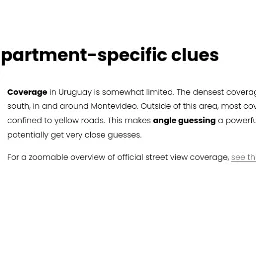 partment-specific clues
Coverage in Uruguay is somewhat limited. The densest coverag
south, in and around Montevideo. Outside of this area, most cov
confined to yellow roads. This makes angle guessing a powerfu
potentially get very close guesses.
For a zoomable overview of official street view coverage, see th